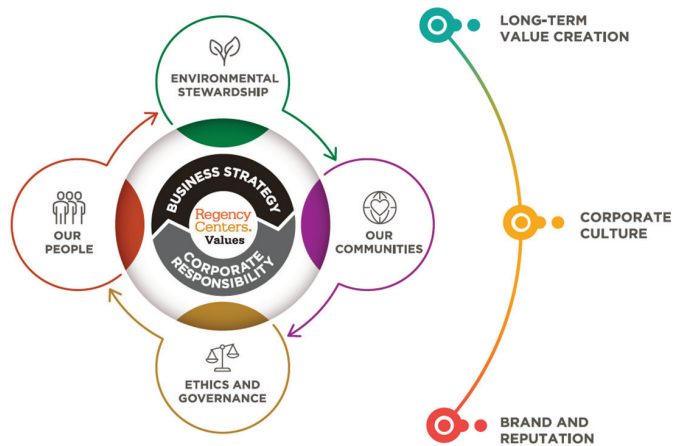 ENVIRONMENTAL
STEWARDSHIP
OUR
PEOPLE
BUSINESS STRATEGY
Regency
Centers.
Values
CORPORATE
RESPONSIBILITY
OUR
COMMUNITIES
ETHICS AND
GOVERNANCE
LONG-TERM
VALUE CREATION
CORPORATE
CULTURE
BRAND AND
REPUTATION